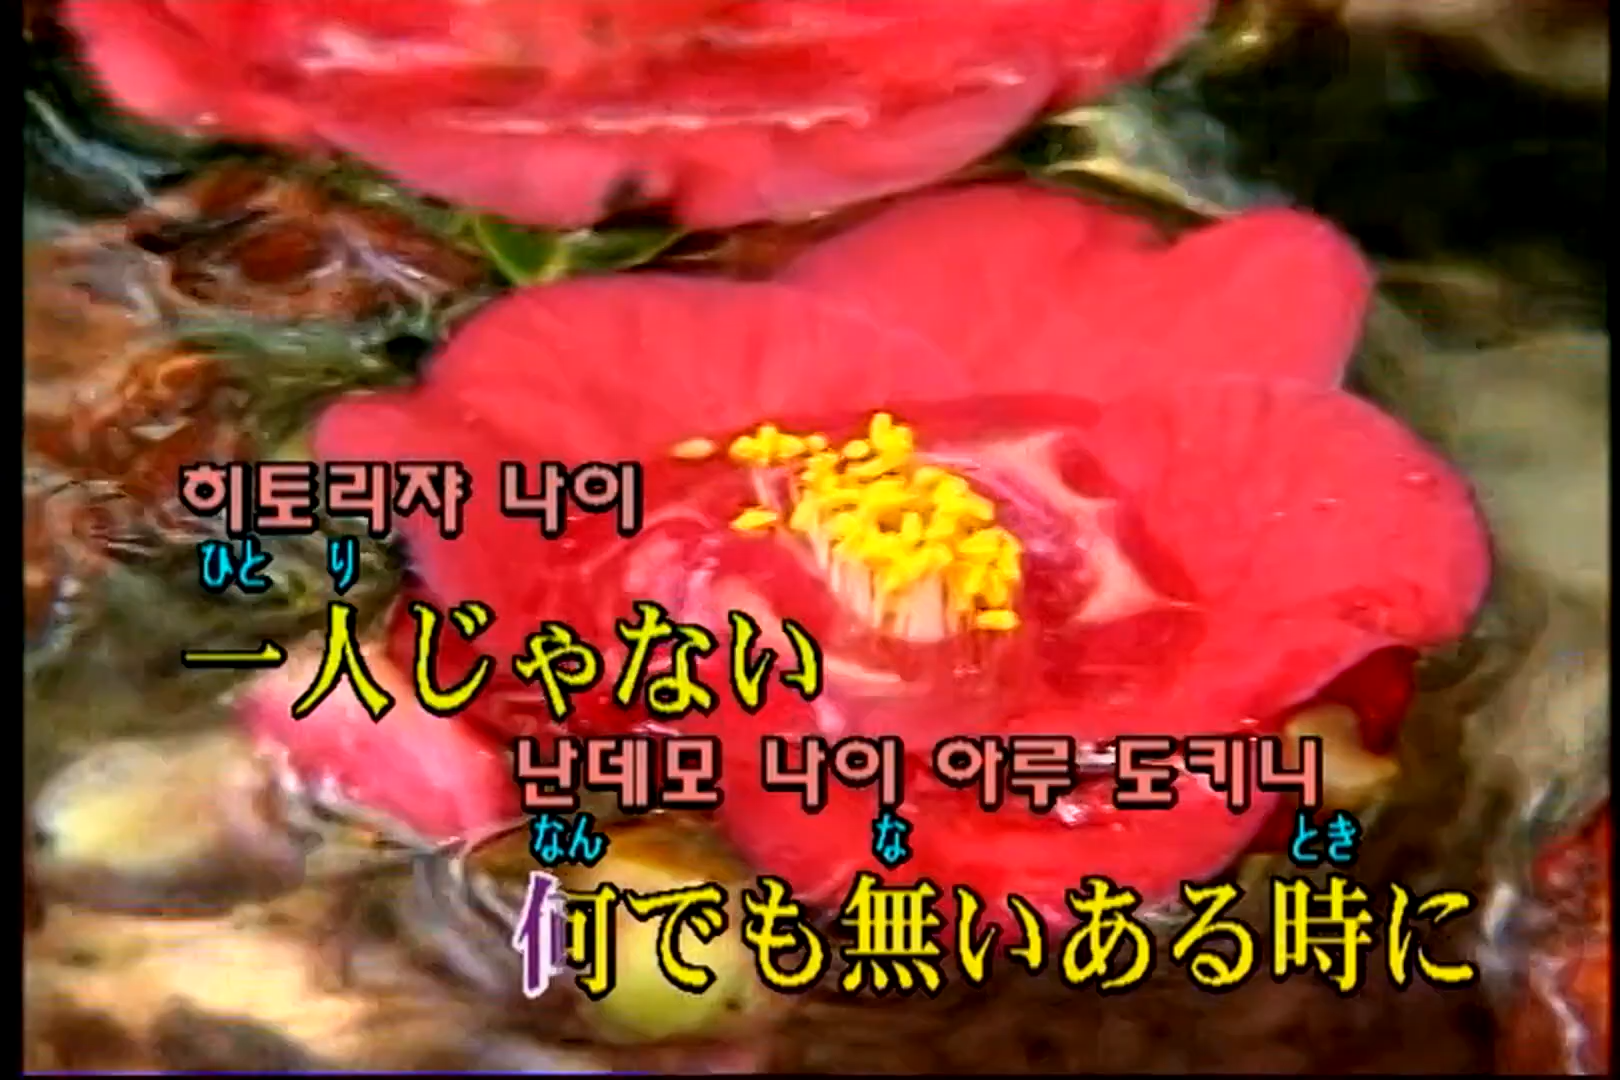 히토리쟈 나이
ひとり
一人じゃない
난데모 나이 아루 도키니
なん な とき
何でも無いある時に